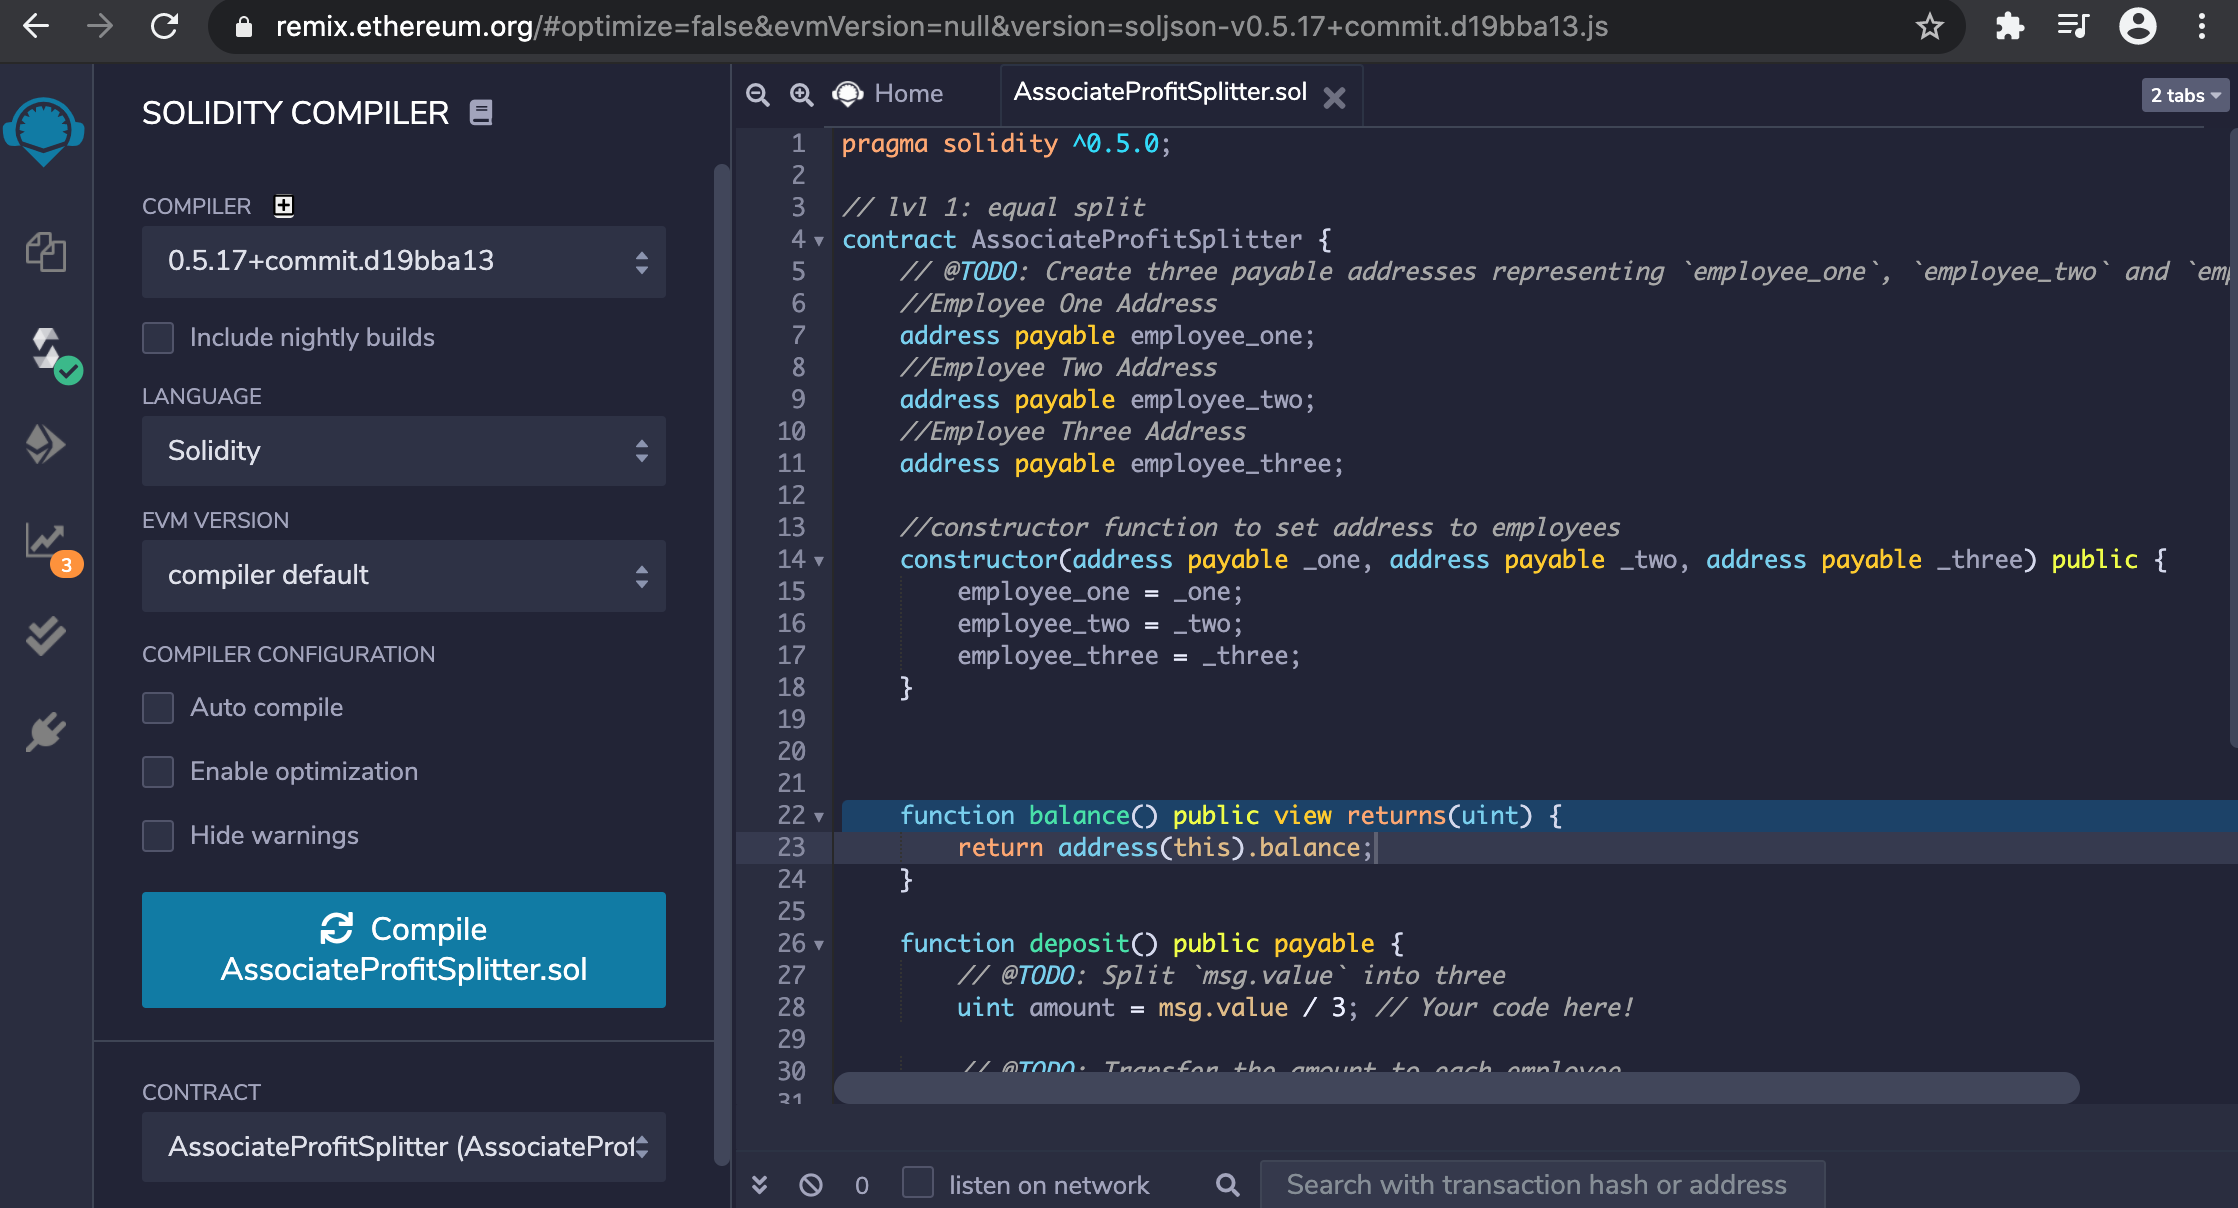 remix.ethereum.org/#optimize=false&evmVersion=null&version=soljson-v0.5.17+commit.d19bba13.js
SOLIDITY COMPILER
COMPILER
0.5.17+commit.d19bba13
Include nightly builds
LANGUAGE
Solidity
EVM VERSION
compiler default
COMPILER CONFIGURATION
Auto compile
Enable optimization
Hide warnings
Compile
AssociateProfitSplitter.sol
CONTRACT
AssociateProfitSplitter (AssociateProf
3
Home
AssociateProfitSplitter.sol
2 tabs
1 pragma solidity ^0.5.0;
2
3 // lvl 1: equal split
4 contract AssociateProfitSplitter {
5 // @TODO: Create three payable addresses representing `employee_one`, `employee_two` and `emp
6 //Employee One Address
7 address payable employee_one;
8 //Employee Two Address
9 address payable employee_two;
10 //Employee Three Address
11 address payable employee_three;
12
13 //constructor function to set address to employees
14 constructor(address payable _one, address payable _two, address payable _three) public {
15 employee_one = _one;
16 employee_two = _two;
17 employee_three = _three;
18 }
19
20
21
22 function balance() public view returns(uint) {
23 return address(this).balance;
24 }
25
26 function deposit() public payable {
27 // @TODO: Split `msg.value` into three
28 uint amount = msg.value / 3; // Your code here!
29
30 // @TODO: Transfer the amount to each employee
31
0
listen on network
Search with transaction hash or address